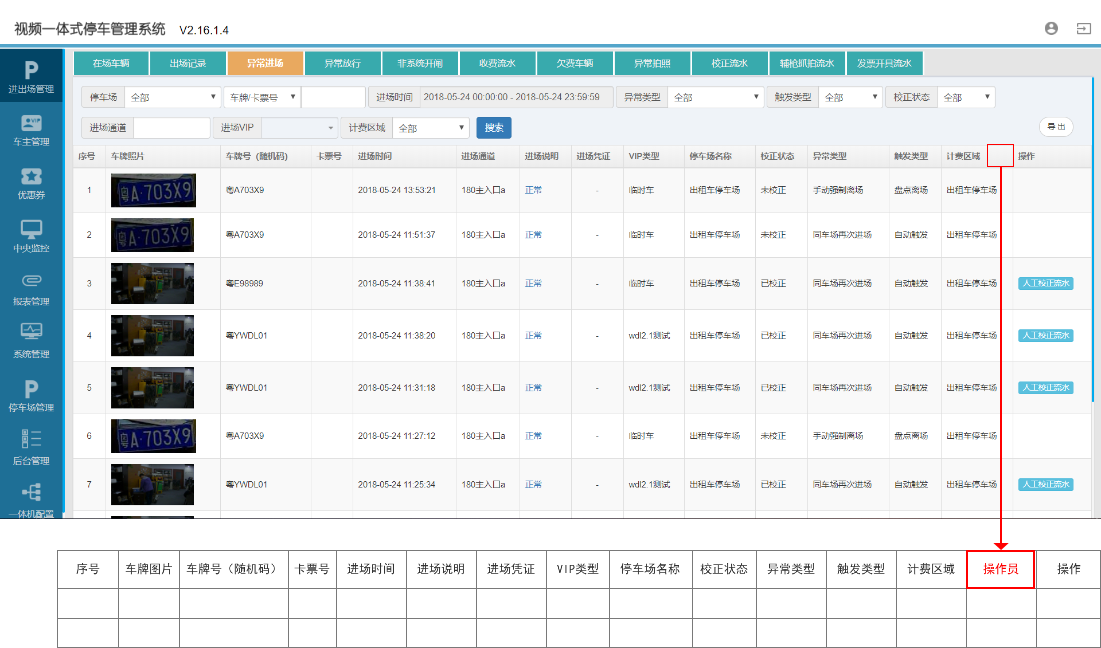 视频一体式停车管理系统 V2.16.1.4
进出场管理
车主管理
优惠券
中央监控
报表管理
系统管理
停车场管理
后台管理
一体机配置
在场车辆 出场记录 异常进场 异常放行 非系统开闸 收费流水 欠费车辆 异常拍照 校正流水 辅枪抓拍流水 发票开具流水
停车场 全部 车牌/卡票号 进场时间 2018-05-24 00:00:00 - 2018-05-24 23:59:59 异常类型 全部 触发类型 全部 校正状态 全部
进场通道 进场VIP 计费区域 全部 搜索 导出
序号 车牌照片 车牌号（随机码） 卡票号 进场时间 进场通道 进场说明 进场凭证 VIP类型 停车场名称 校正状态 异常类型 触发类型 计费区域 操作
1 粤A·703X9 粤A703X9 2018-05-24 13:53:21 180主入口a 正常 - 临时车 出租车停车场 未校正 手动强制离场 盘点离场 出租车停车场
2 粤A·703X9 粤A703X9 2018-05-24 11:51:37 180主入口a 正常 - 临时车 出租车停车场 未校正 同车场再次进场 自动触发 出租车停车场
3 粤E98989 2018-05-24 11:38:41 180主入口a 正常 - 临时车 出租车停车场 已校正 同车场再次进场 自动触发 出租车停车场 人工校正流水
4 粤YWDL01 2018-05-24 11:38:20 180主入口a 正常 - wdl2.1测试 出租车停车场 已校正 同车场再次进场 自动触发 出租车停车场 人工校正流水
5 粤YWDL01 2018-05-24 11:31:18 180主入口a 正常 - wdl2.1测试 出租车停车场 已校正 同车场再次进场 自动触发 出租车停车场 人工校正流水
6 粤A·703X9 粤A703X9 2018-05-24 11:27:12 180主入口a 正常 - 临时车 出租车停车场 未校正 手动强制离场 盘点离场 出租车停车场
7 粤YWDL01 2018-05-24 11:25:34 180主入口a 正常 - wdl2.1测试 出租车停车场 已校正 同车场再次进场 自动触发 出租车停车场 人工校正流水
序号 车牌图片 车牌号（随机码） 卡票号 进场时间 进场说明 进场凭证 VIP类型 停车场名称 校正状态 异常类型 触发类型 计费区域 操作员 操作